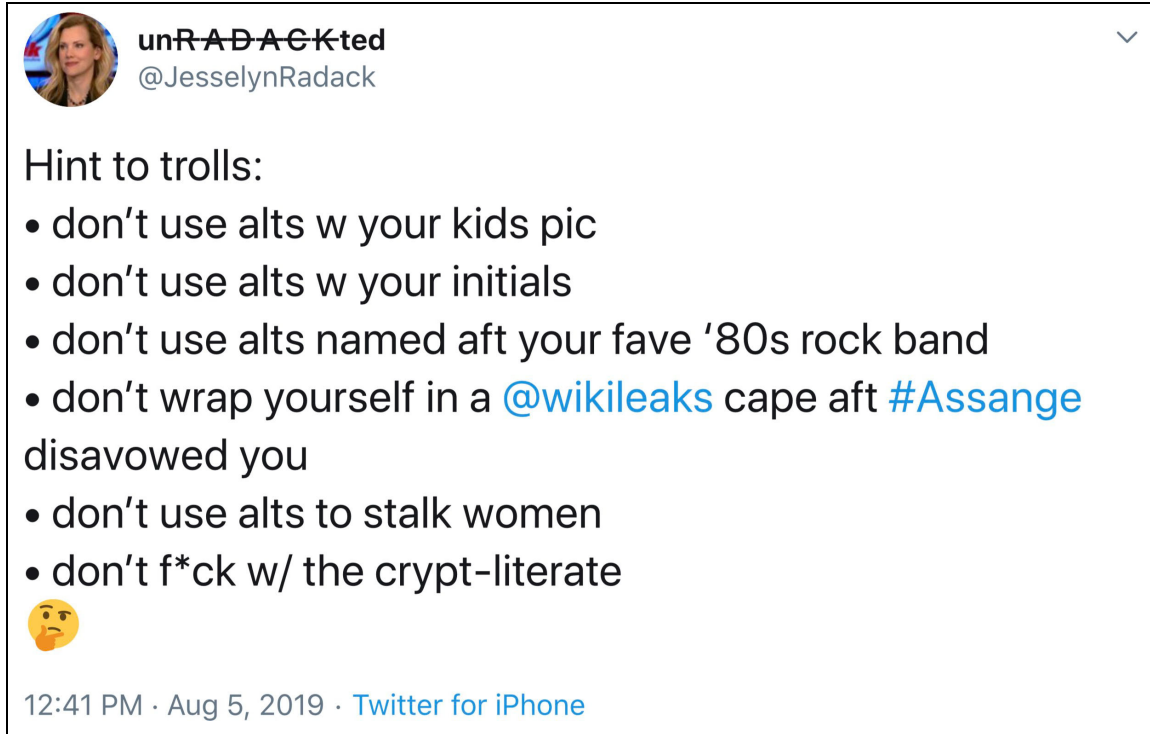 unRADACKted
@JesselynRadack
Hint to trolls:
• don’t use alts w your kids pic
• don’t use alts w your initials
• don’t use alts named aft your fave ‘80s rock band
• don’t wrap yourself in a @wikileaks cape aft #Assange
disavowed you
• don’t use alts to stalk women
• don’t f*ck w/ the crypt-literate
🤔
12:41 PM · Aug 5, 2019 · Twitter for iPhone